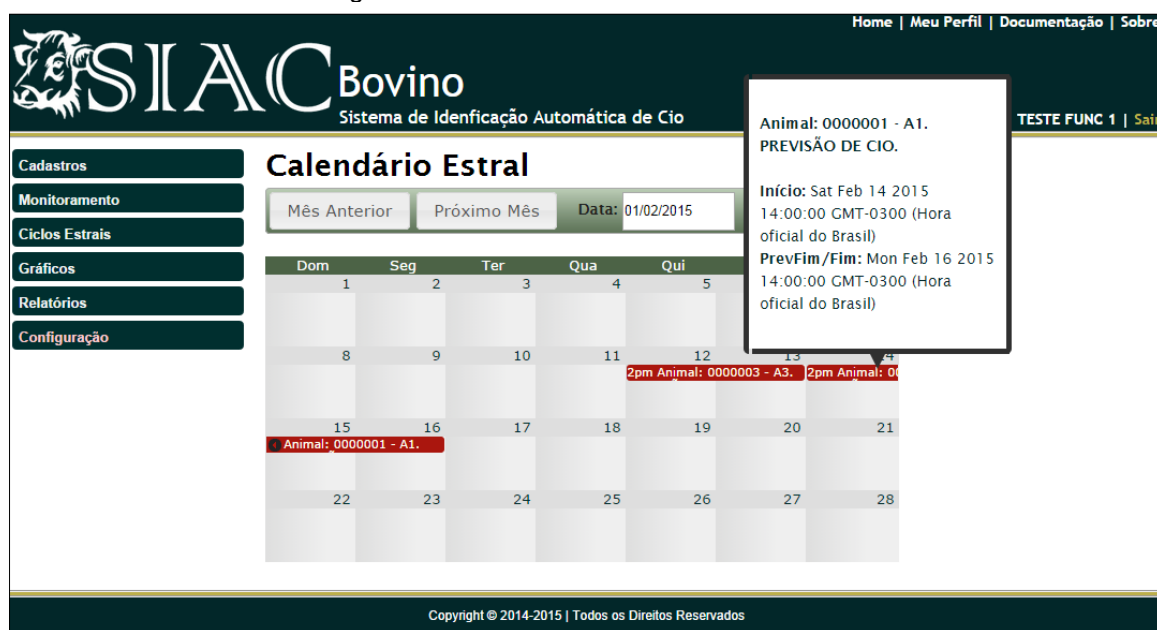 Home | Meu Perfil | Documentação | Sobre
SIAC Bovino
Sistema de Idenficação Automática de Cio
TESTE FUNC 1 | Sair
Cadastros
Monitoramento
Ciclos Estrais
Gráficos
Relatórios
Configuração
Calendário Estral
Mês Anterior Próximo Mês Data: 01/02/2015
Animal: 0000001 - A1.
PREVISÃO DE CIO.
Início: Sat Feb 14 2015
14:00:00 GMT-0300 (Hora
oficial do Brasil)
PrevFim/Fim: Mon Feb 16 2015
14:00:00 GMT-0300 (Hora
oficial do Brasil)
Dom Seg Ter Qua Qui
1 2 3 4 5
8 9 10 11 12 13 14
2pm Animal: 0000003 - A3. 2pm Animal: 00
15 16 17 18 19 20 21
Animal: 0000001 - A1.
22 23 24 25 26 27 28
Copyright © 2014-2015 | Todos os Direitos Reservados